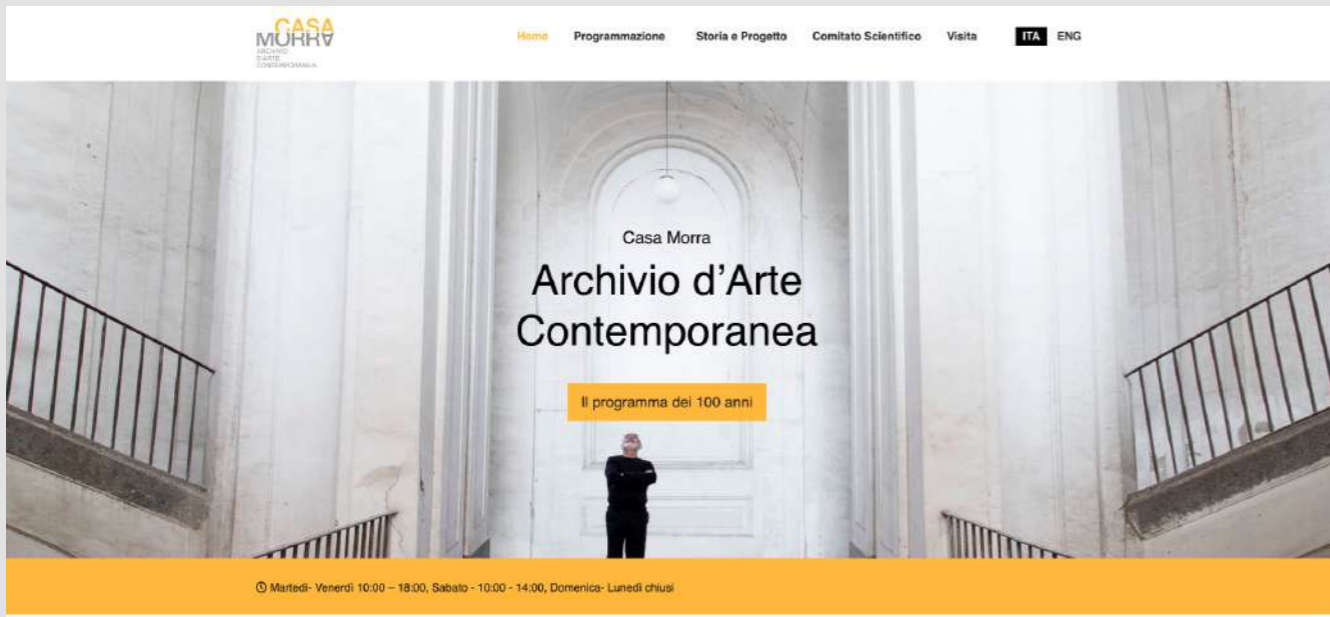 CASA
MORRA
ARCHIVIO
D'ARTE
CONTEMPORANEA
Home Programmazione Storia e Progetto Comitato Scientifico Visita ITA ENG
Casa Morra
Archivio d'Arte
Contemporanea
Il programma dei 100 anni
Martedì- Venerdì 10:00 – 18:00, Sabato - 10:00 - 14:00, Domenica- Lunedì chiusi